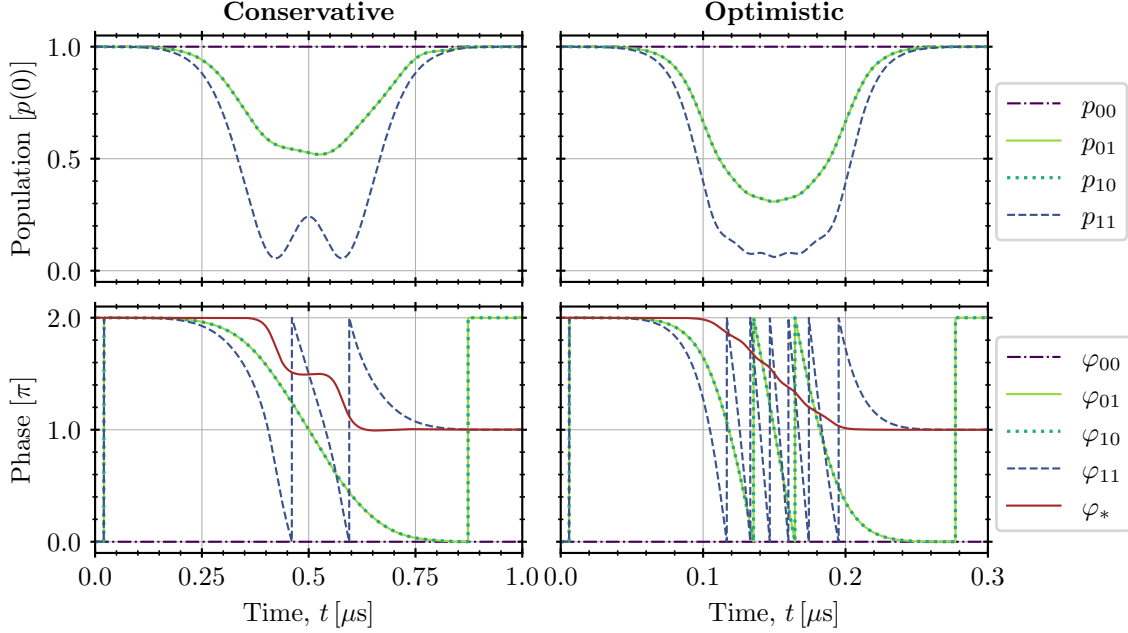 Conservative
Optimistic
Population [p(0)]
1.0
0.5
0.0
p₀₀
p₀₁
p₁₀
p₁₁
Phase [π]
2.0
1.0
0.0
φ₀₀
φ₀₁
φ₁₀
φ₁₁
φ∗
0.0 0.25 0.5 0.75 1.0
0.0 0.1 0.2 0.3
Time, t [μs]
Time, t [μs]